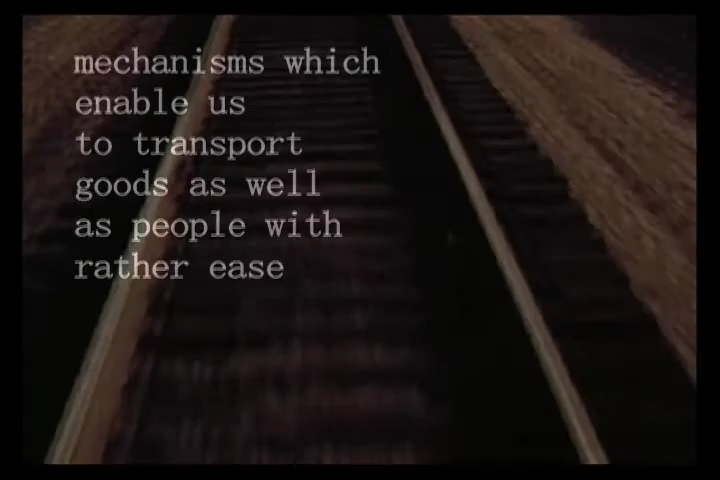 mechanisms which
enable us
to transport
goods as well
as people with
rather ease